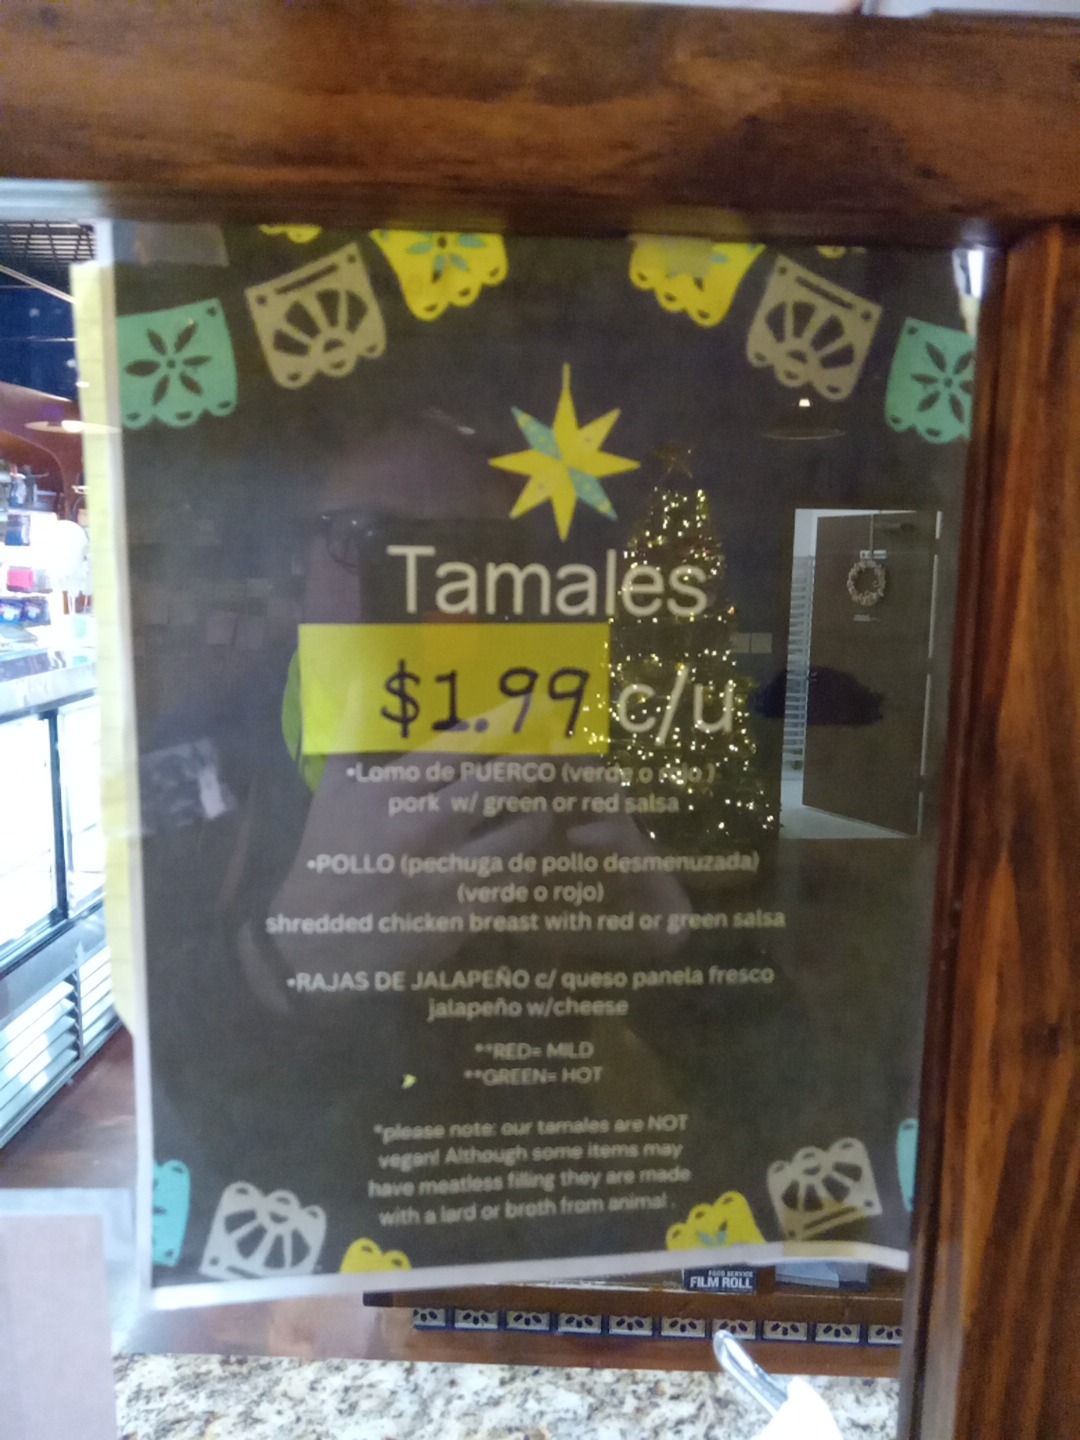 Tamales
$1.99 c/u
•Lomo de PUERCO (verde o rojo)
pork w/ green or red salsa
•POLLO (pechuga de pollo desmenuzada)
(verde o rojo)
shredded chicken breast with red or green salsa
•RAJAS DE JALAPEÑO c/ queso panela fresco
jalapeño w/cheese
**RED= MILD
**GREEN= HOT
*please note: our tamales are NOT
vegan! Although some items may
have meatless filling they are made
with a lard or broth from animal.
FOOD SERVICE
FILM ROLL